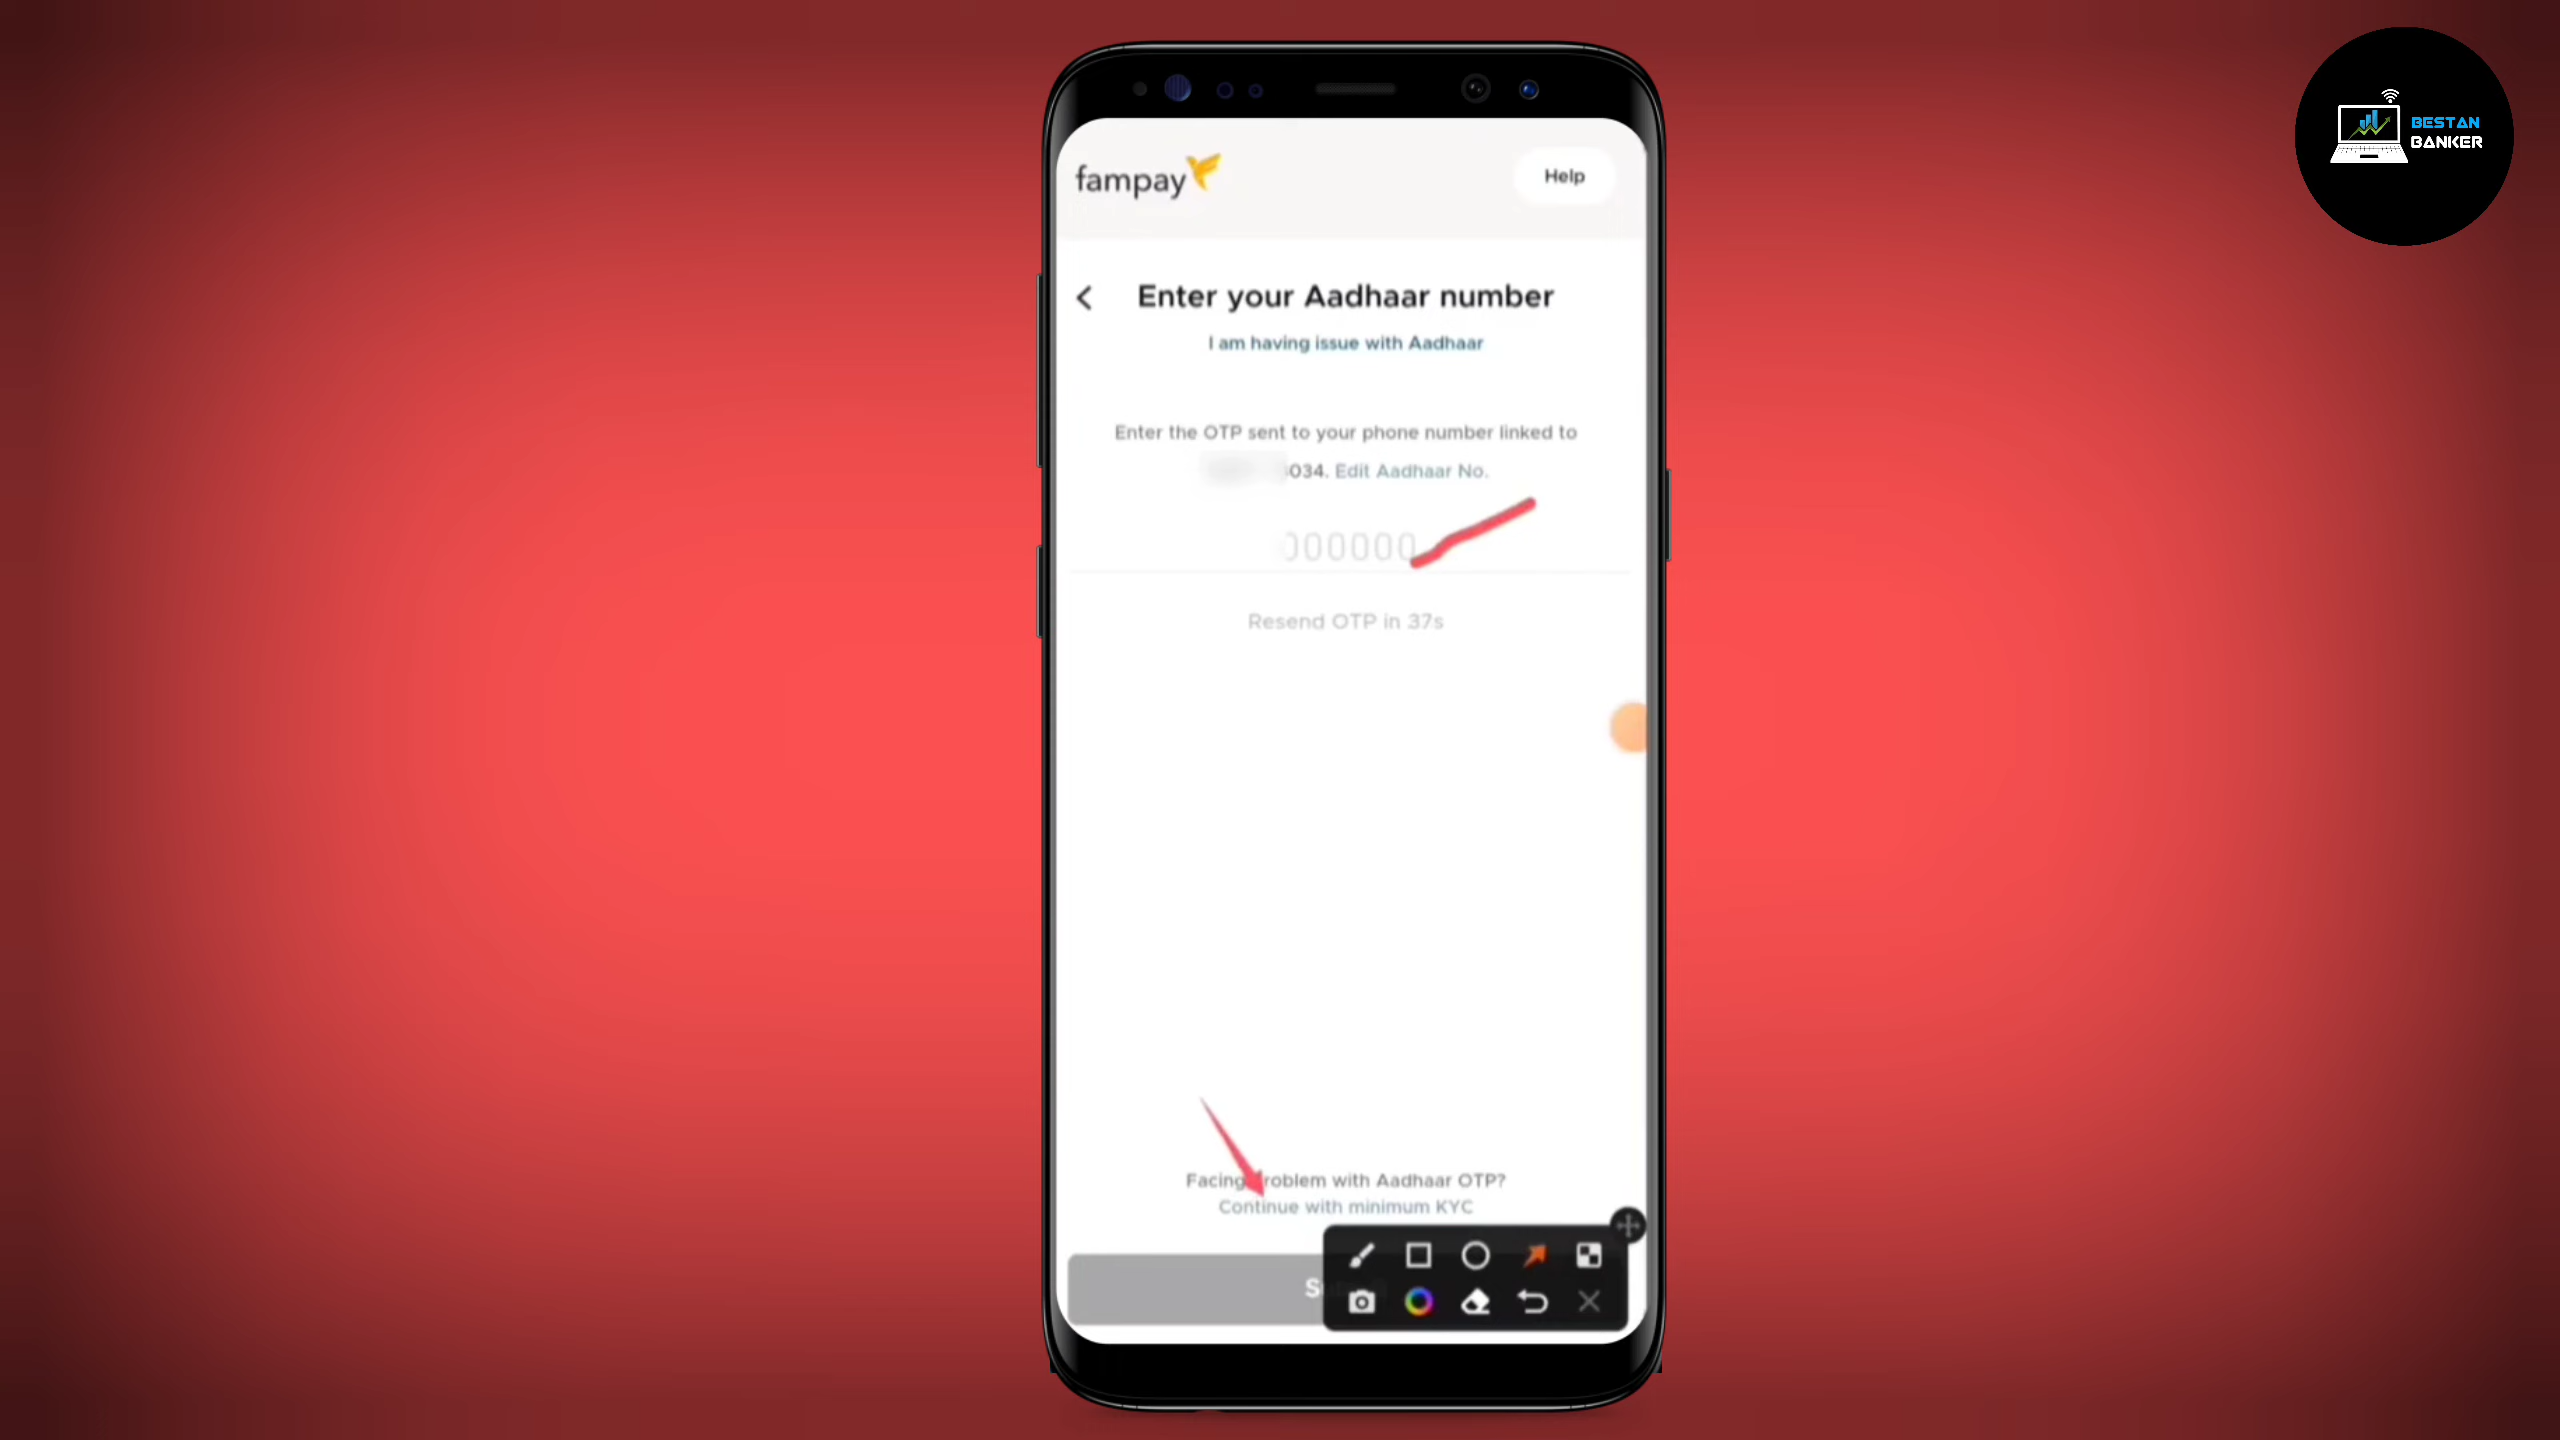 BESTAN
BANKER
fampay
Help
Enter your Aadhaar number
I am having issue with Aadhaar
Enter the OTP sent to your phone number linked to
034. Edit Aadhaar No.
000000
Resend OTP in 37s
Facing problem with Aadhaar OTP?
Continue with minimum KYC